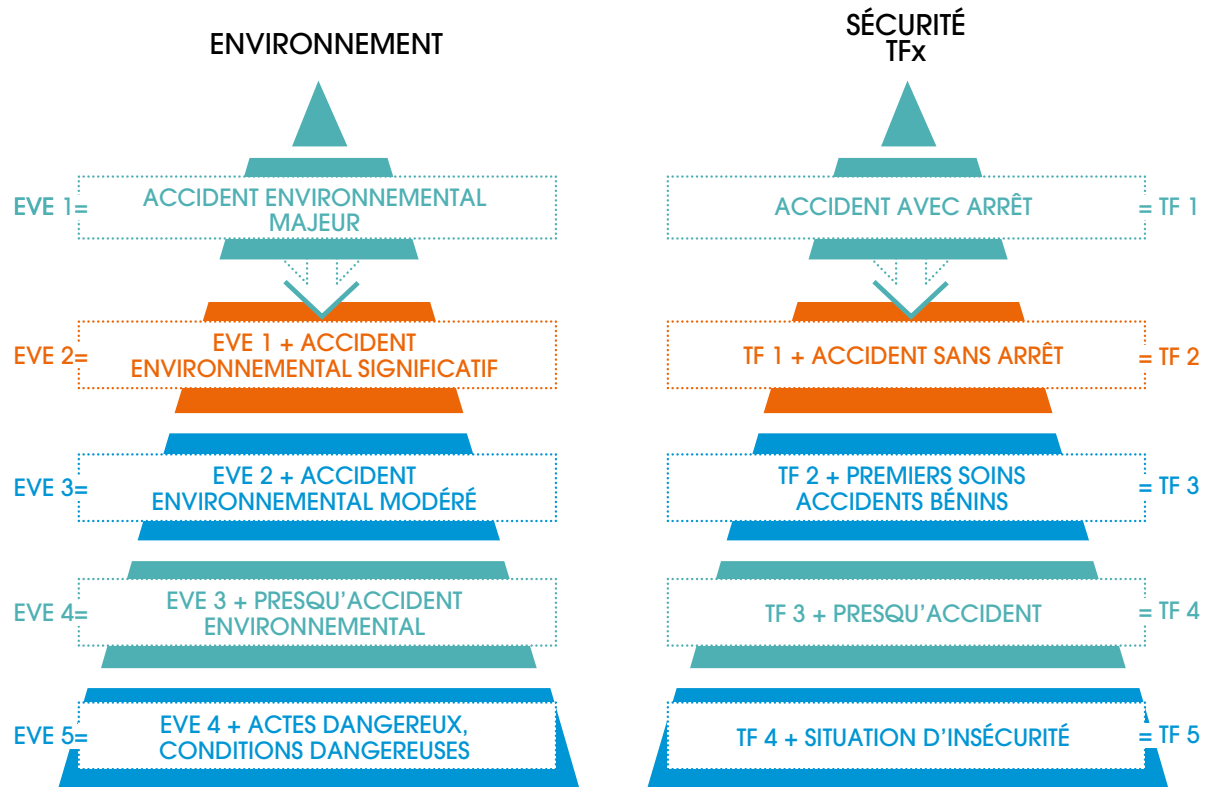 ENVIRONNEMENT
EVE 1=
ACCIDENT ENVIRONNEMENTAL
MAJEUR
EVE 2=
EVE 1 + ACCIDENT
ENVIRONNEMENTAL SIGNIFICATIF
EVE 3=
EVE 2 + ACCIDENT
ENVIRONNEMENTAL MODÉRÉ
EVE 4=
EVE 3 + PRESQU'ACCIDENT
ENVIRONNEMENTAL
EVE 5=
EVE 4 + ACTES DANGEREUX,
CONDITIONS DANGEREUSES
SÉCURITÉ
TFx
ACCIDENT AVEC ARRÊT
= TF 1
TF 1 + ACCIDENT SANS ARRÊT
= TF 2
TF 2 + PREMIERS SOINS
ACCIDENTS BÉNINS
= TF 3
TF 3 + PRESQU'ACCIDENT
= TF 4
TF 4 + SITUATION D'INSÉCURITÉ
= TF 5